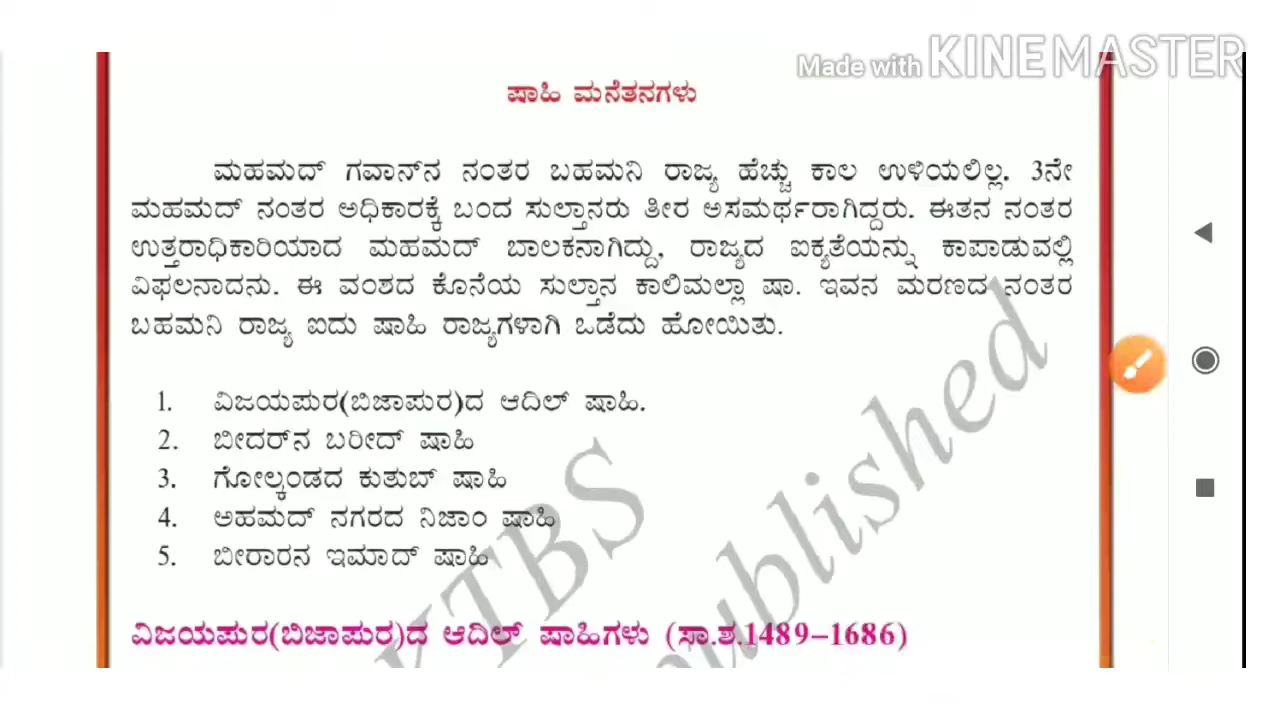 Made with KINEMASTER
ಷಾಹಿ ಮನೆತನಗಳು
ಮಹಮದ್ ಗವಾನ್‌ನ ನಂತರ ಬಹಮನಿ ರಾಜ್ಯ ಹೆಚ್ಚು ಕಾಲ ಉಳಿಯಲಿಲ್ಲ. 3ನೇ
ಮಹಮದ್ ನಂತರ ಅಧಿಕಾರಕ್ಕೆ ಬಂದ ಸುಲ್ತಾನರು ತೀರ ಅಸಮರ್ಥರಾಗಿದ್ದರು. ಈತನ ನಂತರ
ಉತ್ತರಾಧಿಕಾರಿಯಾದ ಮಹಮದ್ ಬಾಲಕನಾಗಿದ್ದು, ರಾಜ್ಯದ ಐಕ್ಯತೆಯನ್ನು ಕಾಪಾಡುವಲ್ಲಿ
ವಿಫಲನಾದನು. ಈ ವಂಶದ ಕೊನೆಯ ಸುಲ್ತಾನ ಕಾಲಿಮಲ್ಲಾ ಷಾ. ಇವನ ಮರಣದ ನಂತರ
ಬಹಮನಿ ರಾಜ್ಯ ಐದು ಷಾಹಿ ರಾಜ್ಯಗಳಾಗಿ ಒಡೆದು ಹೋಯಿತು.
1. ವಿಜಯಪುರ(ಬಿಜಾಪುರ)ದ ಆದಿಲ್ ಷಾಹಿ.
2. ಬೀದರ್‌ನ ಬರೀದ್ ಷಾಹಿ
3. ಗೋಲ್ಕಂಡದ ಕುತುಬ್ ಷಾಹಿ
4. ಅಹಮದ್ ನಗರದ ನಿಜಾಂ ಷಾಹಿ
5. ಬೀರಾರನ ಇಮಾದ್ ಷಾಹಿ
ವಿಜಯಪುರ(ಬಿಜಾಪುರ)ದ ಆದಿಲ್ ಷಾಹಿಗಳು (ಸಾ.ಶ.1489–1686)
KTBS
published